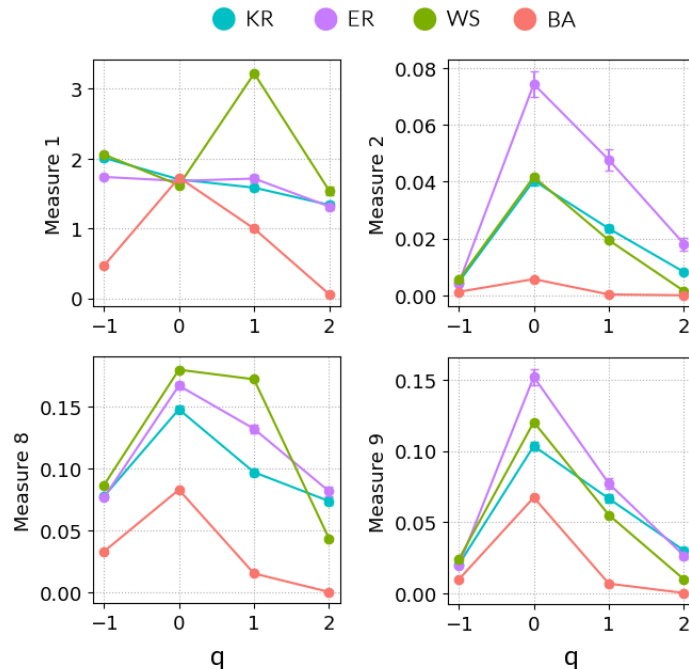 KR ER WS BA
Measure 1
3
2
1
0
−1 0 1 2
Measure 2
0.08
0.06
0.04
0.02
0.00
−1 0 1 2
Measure 8
0.15
0.10
0.05
0.00
−1 0 1 2
q
Measure 9
0.15
0.10
0.05
0.00
−1 0 1 2
q